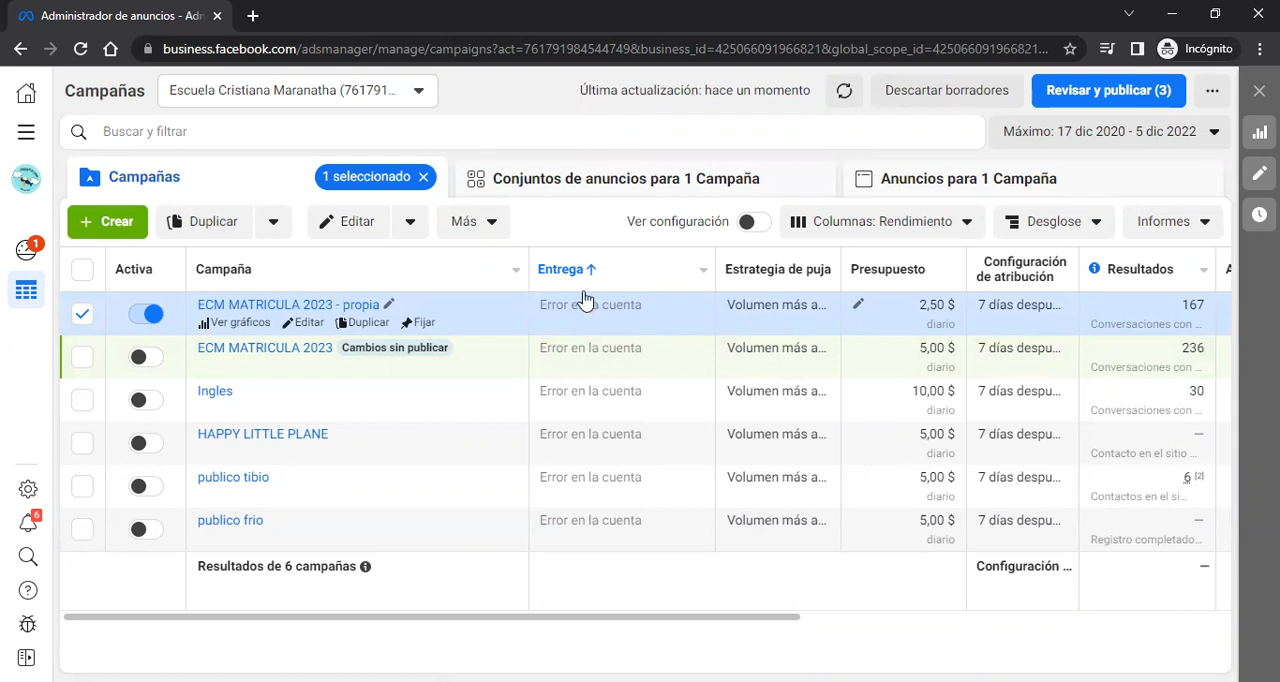 Administrador de anuncios - Adn
business.facebook.com/adsmanager/manage/campaigns?act=761791984544749&business_id=425066091966821&global_scope_id=425066091966821...
Incógnito
Campañas
Escuela Cristiana Maranatha (761791...
Última actualización: hace un momento
Descartar borradores
Revisar y publicar (3)
Buscar y filtrar
Máximo: 17 dic 2020 - 5 dic 2022
Campañas
1 seleccionado
Conjuntos de anuncios para 1 Campaña
Anuncios para 1 Campaña
+ Crear
Duplicar
Editar
Más
Ver configuración
Columnas: Rendimiento
Desglose
Informes
Activa
Campaña
Entrega
Estrategia de puja
Presupuesto
Configuración
de atribución
Resultados
A
ECM MATRICULA 2023 - propia
Error en la cuenta
Volumen más a...
2,50 $
7 días despu...
167
Ver gráficos
Editar
Duplicar
Fijar
diario
Conversaciones con ...
ECM MATRICULA 2023
Cambios sin publicar
Error en la cuenta
Volumen más a...
5,00 $
7 días despu...
236
diario
Conversaciones con ...
Ingles
Error en la cuenta
Volumen más a...
10,00 $
7 días despu...
30
diario
Conversaciones con ...
HAPPY LITTLE PLANE
Error en la cuenta
Volumen más a...
5,00 $
7 días despu...
—
diario
Contacto en el sitio ...
publico tibio
Error en la cuenta
Volumen más a...
5,00 $
7 días despu...
6 [2]
diario
Contactos en el si...
publico frio
Error en la cuenta
Volumen más a...
5,00 $
7 días despu...
—
diario
Registro completado...
Resultados de 6 campañas
Configuración ...
—
1
6